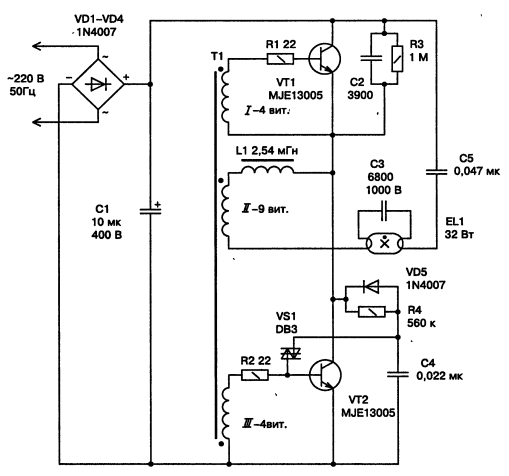 VD1–VD4
1N4007
~220 В
50Гц
~
–
+
~
T1
R1 22
VT1
MJE13005
I–4 вит.
C2
3900
R3
1 М
L1 2,54 мГн
II–9 вит.
C3
6800
1000 В
C5
0,047 мк
EL1
32 Вт
C1
10 мк
400 В
+
VD5
1N4007
R4
560 к
VS1
DB3
R2 22
VT2
MJE13005
C4
0,022 мк
III–4вит.